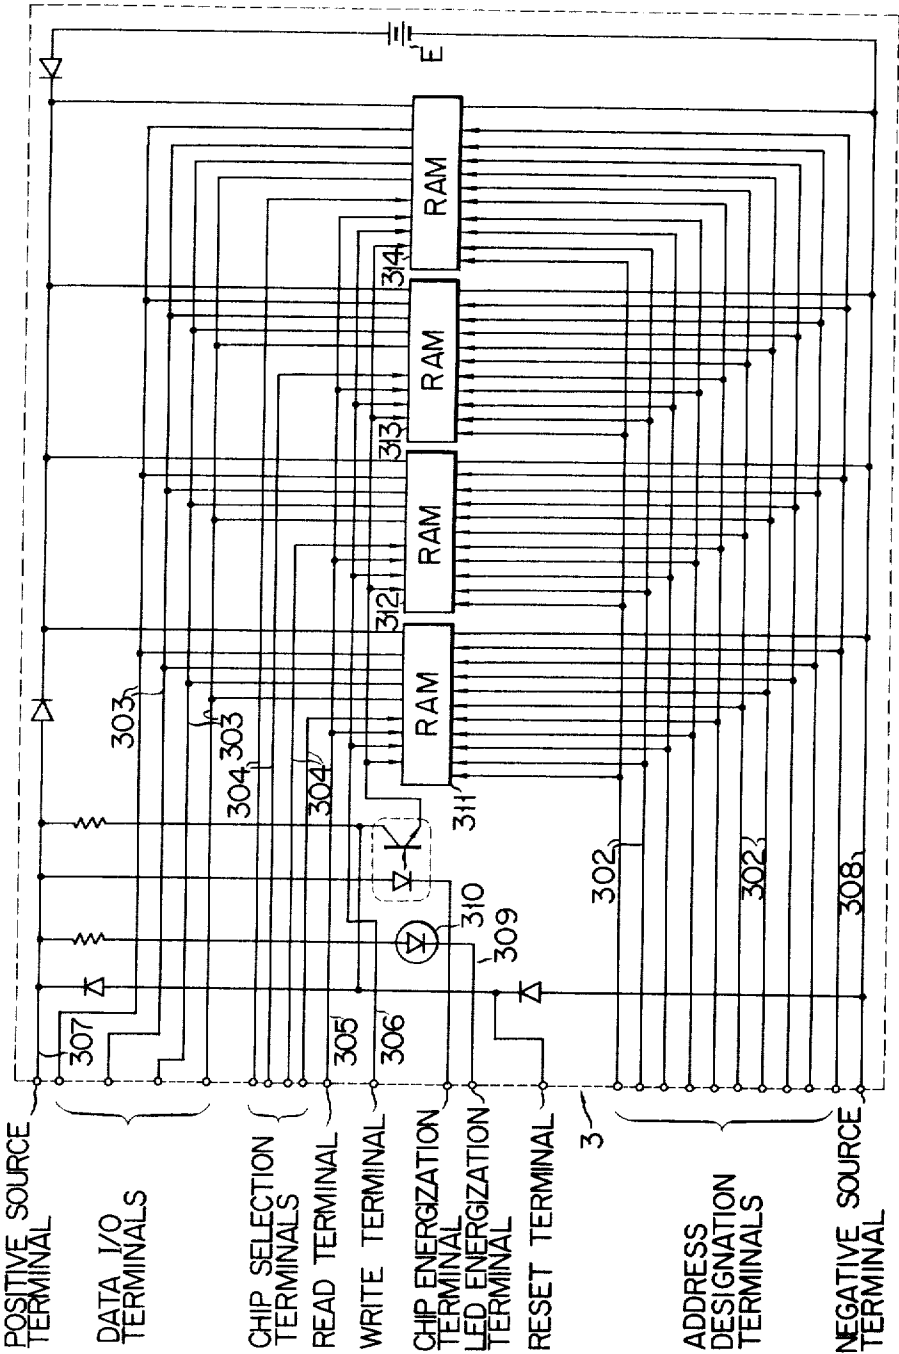 E
RAM
314
RAM
313
RAM
312
RAM
311
303
303
304
304
302
302
308
310
309
307
305
306
3
POSITIVE SOURCE
TERMINAL
DATA I/O
TERMINALS
CHIP SELECTION
TERMINALS
READ TERMINAL
WRITE TERMINAL
CHIP ENERGIZATION
TERMINAL
LED ENERGIZATION
TERMINAL
RESET TERMINAL
ADDRESS
DESIGNATION
TERMINALS
NEGATIVE SOURCE
TERMINAL